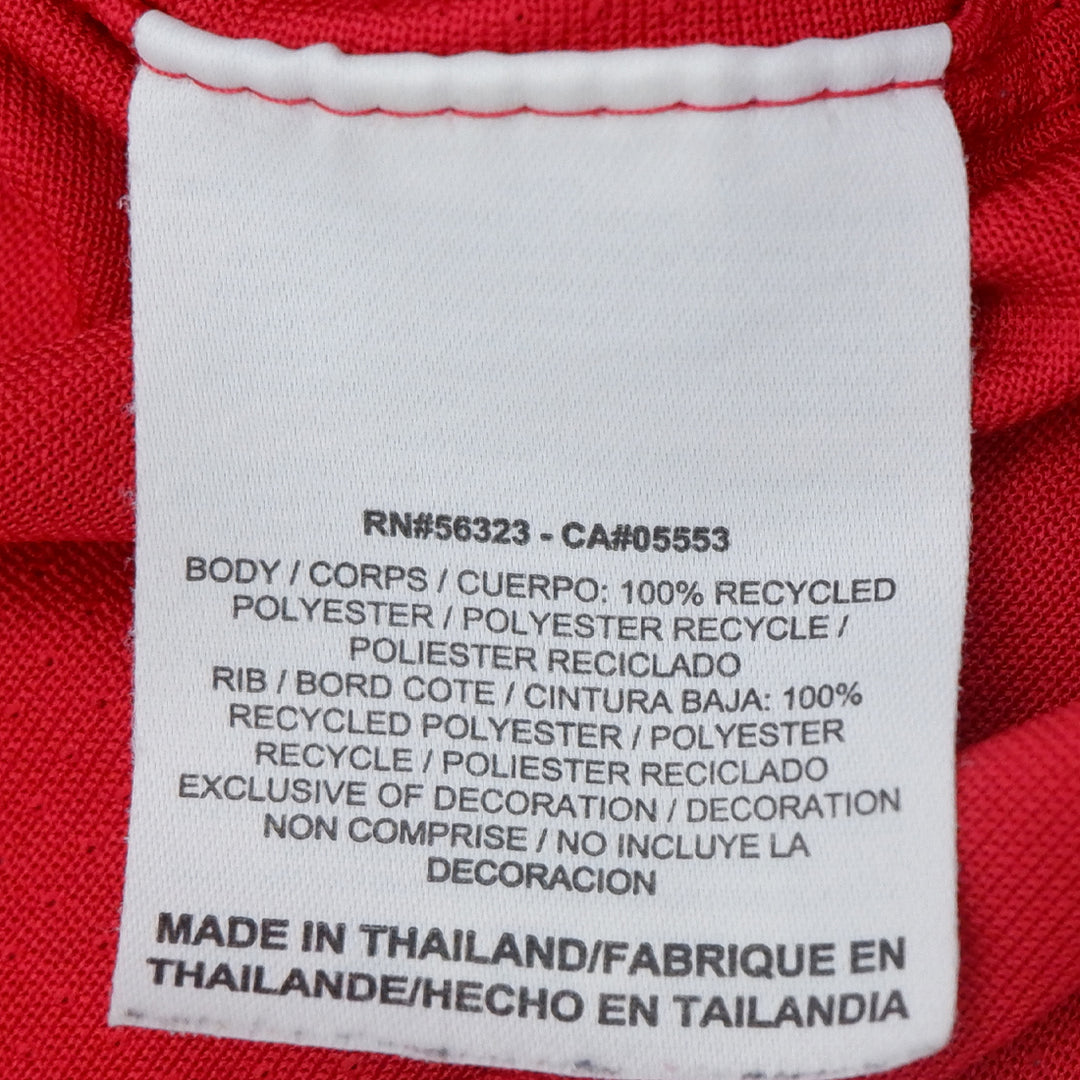 RN#56323 - CA#05553
BODY / CORPS / CUERPO: 100% RECYCLED
POLYESTER / POLYESTER RECYCLE /
POLIESTER RECICLADO
RIB / BORD COTE / CINTURA BAJA: 100%
RECYCLED POLYESTER / POLYESTER
RECYCLE / POLIESTER RECICLADO
EXCLUSIVE OF DECORATION / DECORATION
NON COMPRISE / NO INCLUYE LA
DECORACION
MADE IN THAILAND/FABRIQUE EN
THAILANDE/HECHO EN TAILANDIA